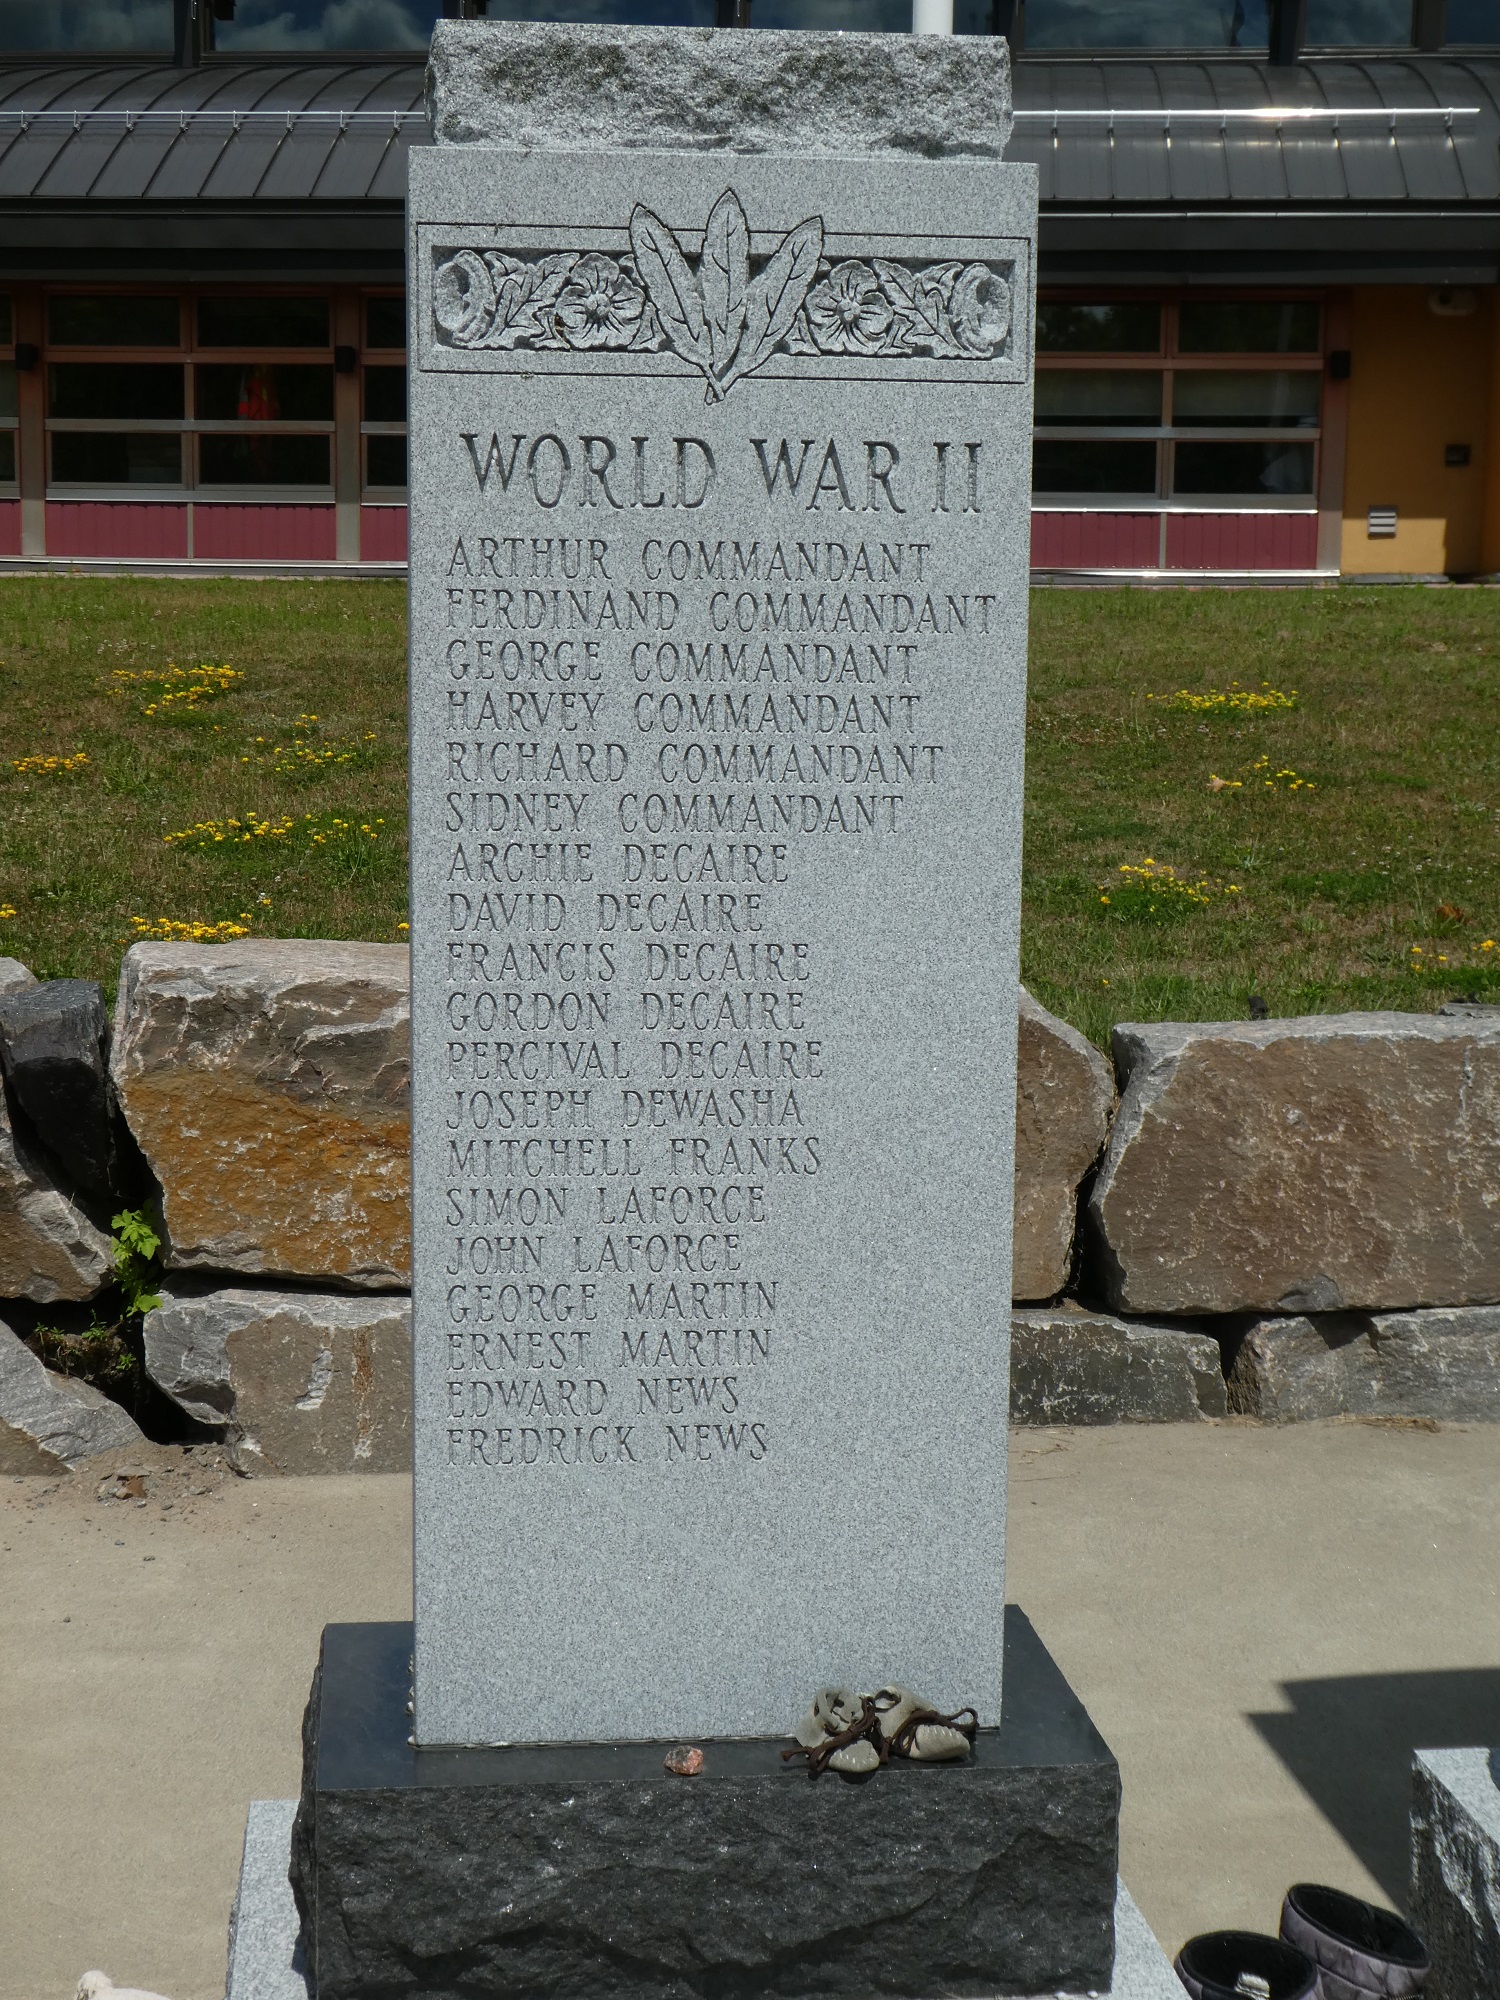 WORLD WAR II
ARTHUR COMMANDANT
FERDINAND COMMANDANT
GEORGE COMMANDANT
HARVEY COMMANDANT
RICHARD COMMANDANT
SIDNEY COMMANDANT
ARCHIE DECAIRE
DAVID DECAIRE
FRANCIS DECAIRE
GORDON DECAIRE
PERCIVAL DECAIRE
JOSEPH DEWASHA
MITCHELL FRANKS
SIMON LAFORCE
JOHN LAFORCE
GEORGE MARTIN
ERNEST MARTIN
EDWARD NEWS
FREDRICK NEWS